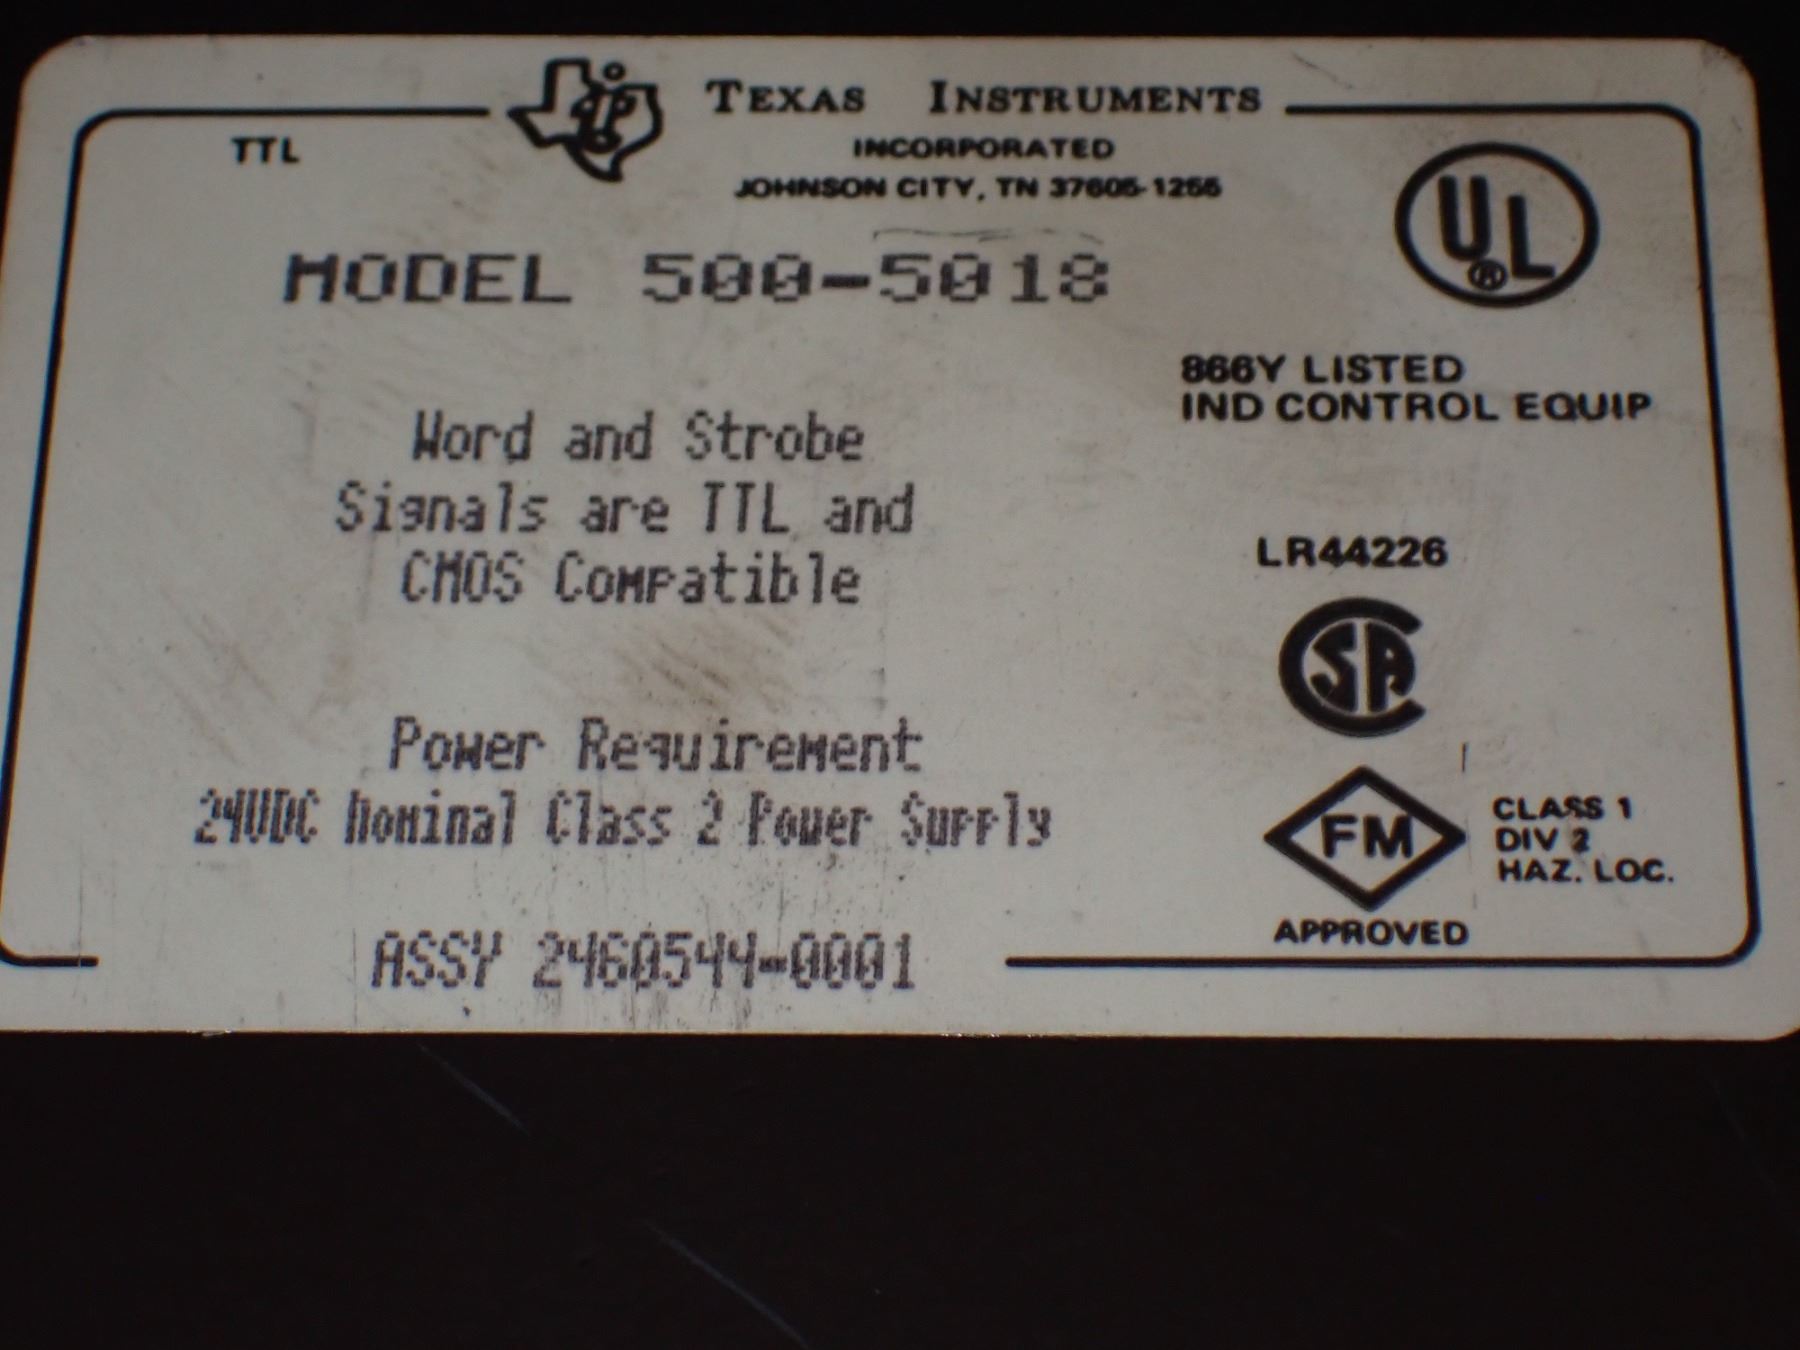 TEXAS INSTRUMENTS
INCORPORATED
JOHNSON CITY, TN 37605-1255
TTL
UL®
MODEL 500-5018
866Y LISTED
IND CONTROL EQUIP
Word and Strobe
Signals are TTL and
CMOS Compatible
LR44226
CSA
Power Requirement
24VDC Nominal Class 2 Power Supply
FM
CLASS 1
DIV 2
HAZ. LOC.
APPROVED
ASSY 2460544-0001